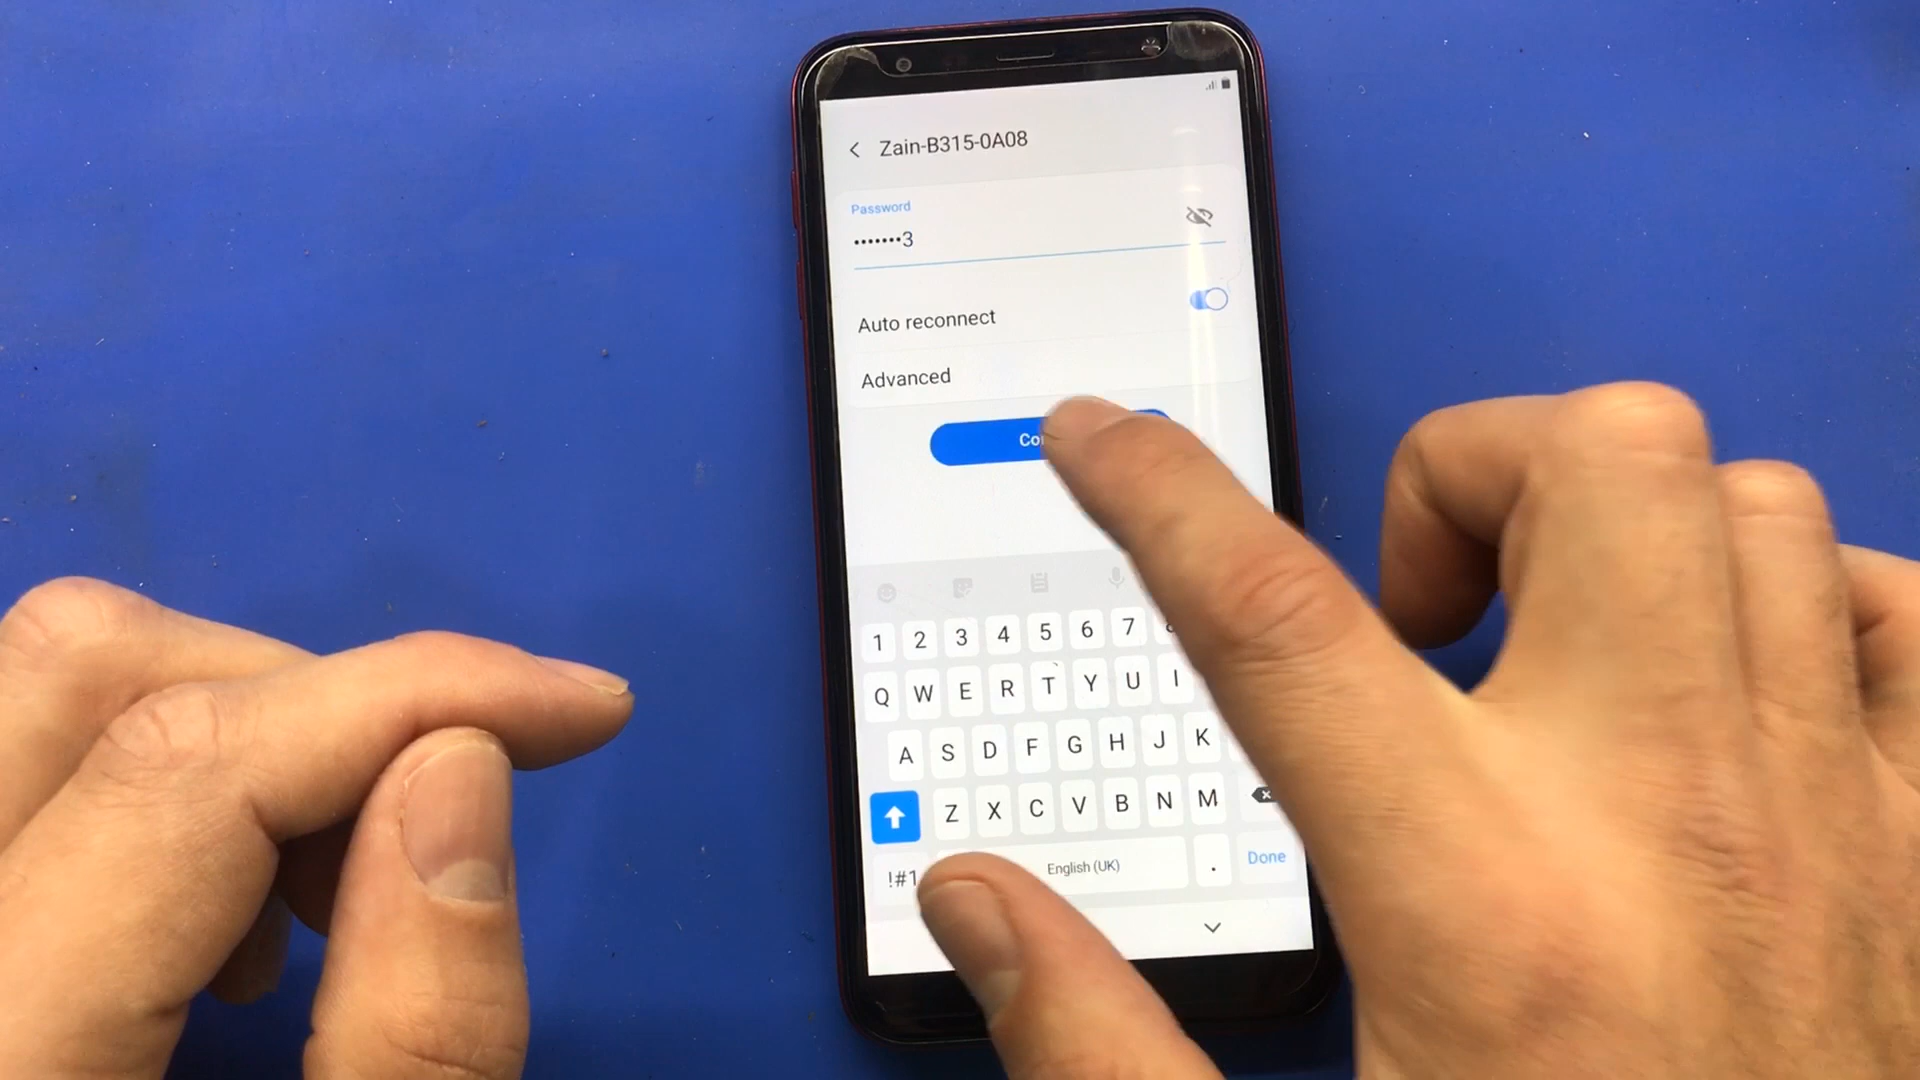 Zain-B315-0A08
Password
•••••••3
Auto reconnect
Advanced
Co
1 2 3 4 5 6 7
Q W E R T Y U I
A S D F G H J K
Z X C V B N M
!#1 English (UK) . Done